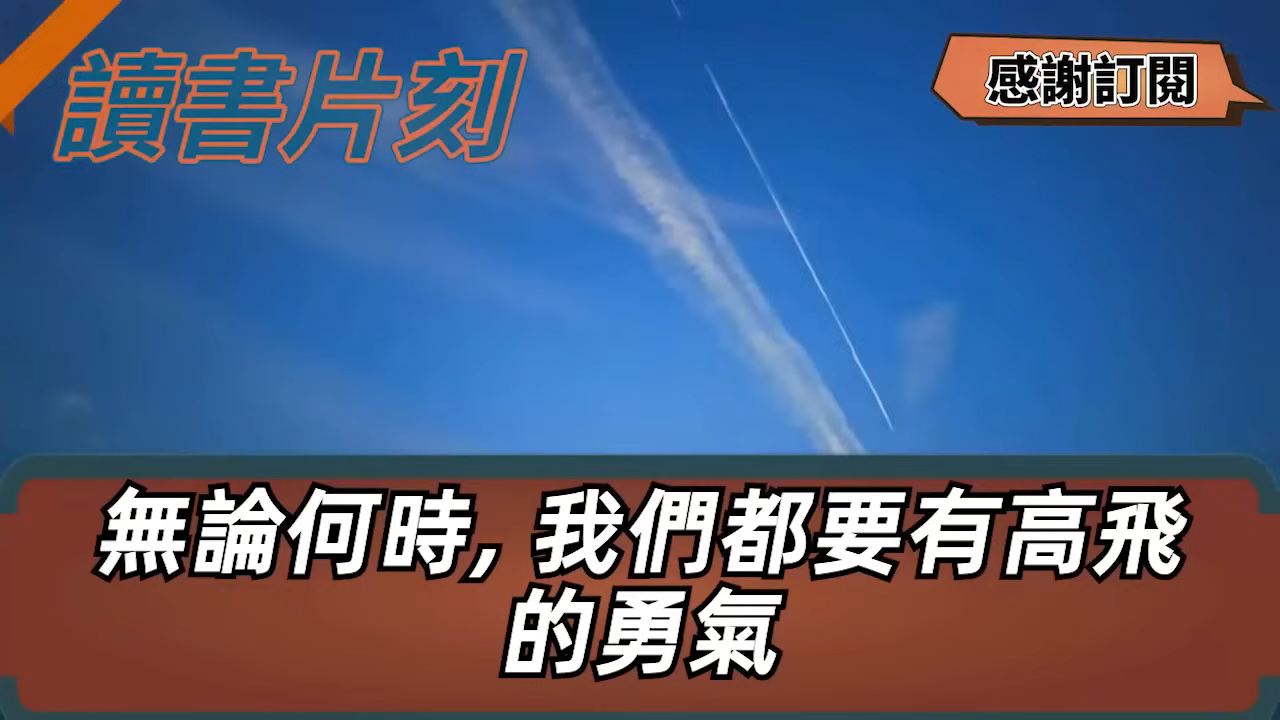 讀書片刻
感謝訂閱
無論何時, 我們都要有高飛
的勇氣